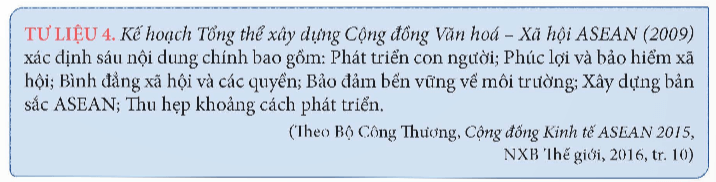 TƯ LIỆU 4. Kế hoạch Tổng thể xây dựng Cộng đồng Văn hoá – Xã hội ASEAN (2009)
xác định sáu nội dung chính bao gồm: Phát triển con người; Phúc lợi và bảo hiểm xã
hội; Bình đẳng xã hội và các quyền; Bảo đảm bền vững về môi trường; Xây dựng bản
sắc ASEAN; Thu hẹp khoảng cách phát triển.
(Theo Bộ Công Thương, Cộng đồng Kinh tế ASEAN 2015,
NXB Thế giới, 2016, tr. 10)